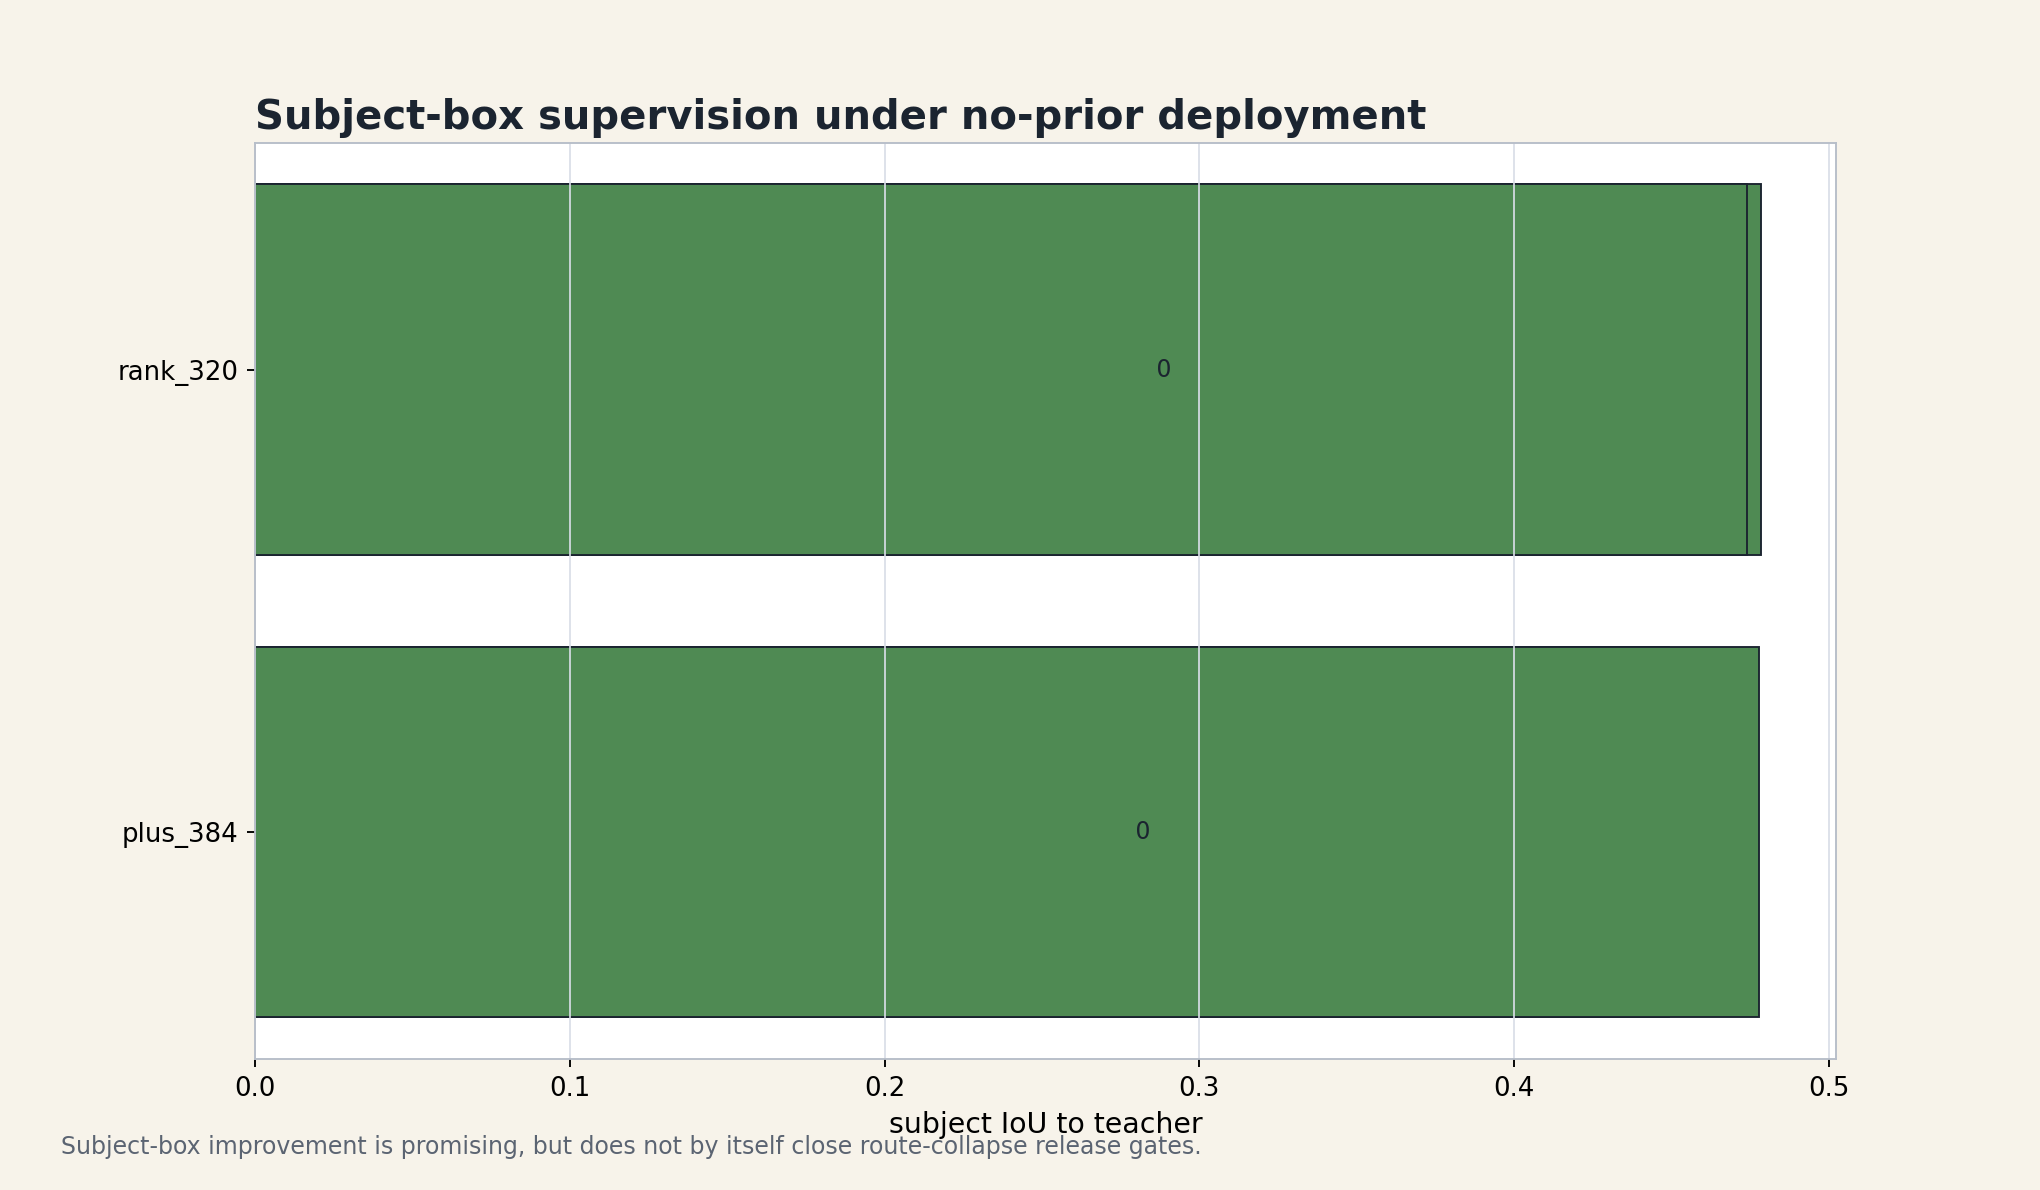 Subject-box supervision under no-prior deployment
rank_320
0
plus_384
0
0.0 0.1 0.2 0.3 0.4 0.5
subject IoU to teacher
Subject-box improvement is promising, but does not by itself close route-collapse release gates.